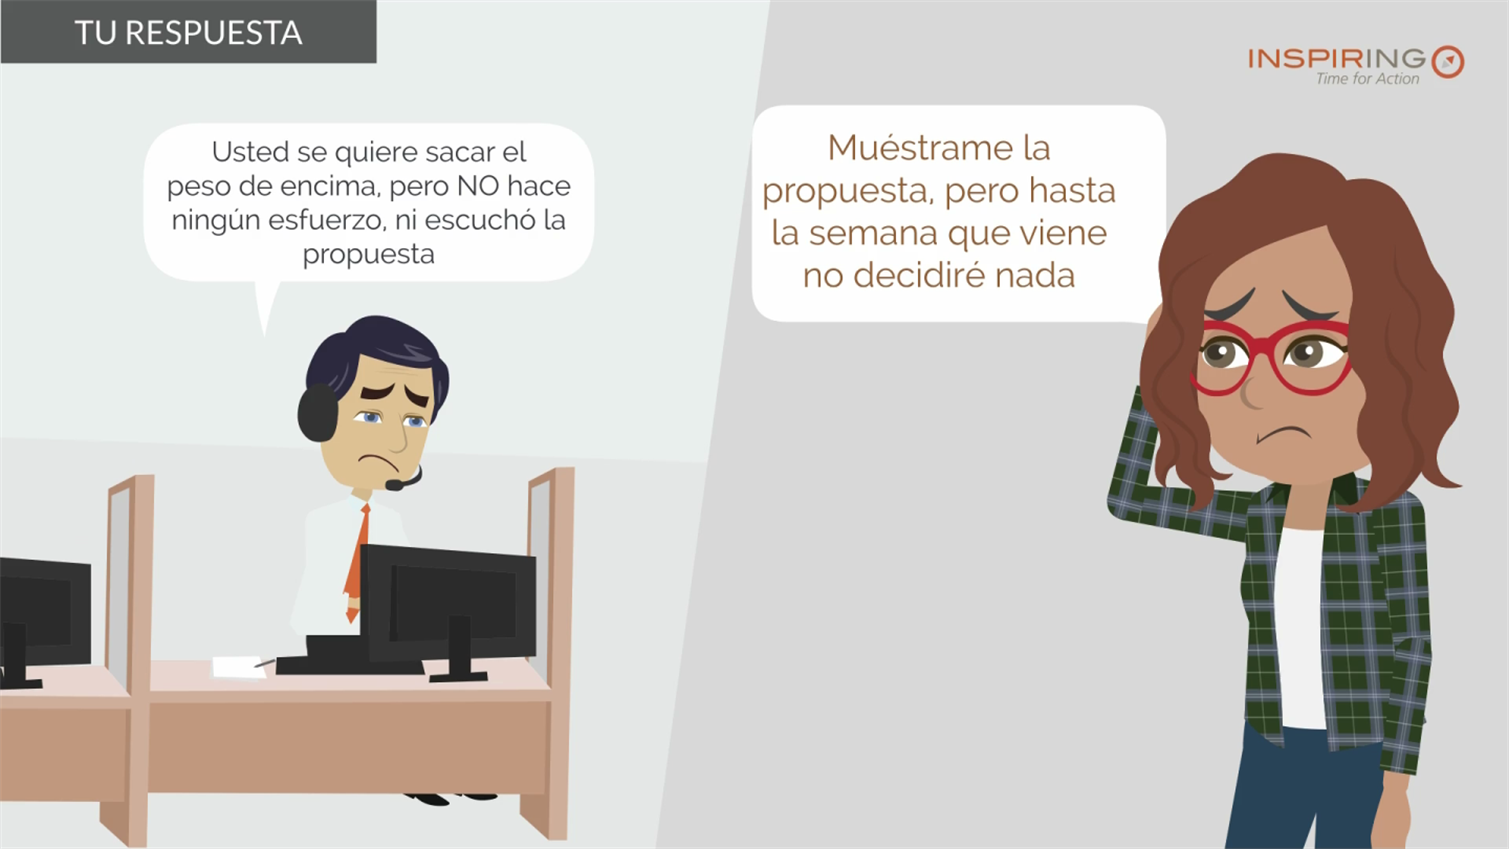 TU RESPUESTA
INSPIRING
Time for Action
Usted se quiere sacar el
peso de encima, pero NO hace
ningún esfuerzo, ni escuchó la
propuesta
Muéstrame la
propuesta, pero hasta
la semana que viene
no decidiré nada